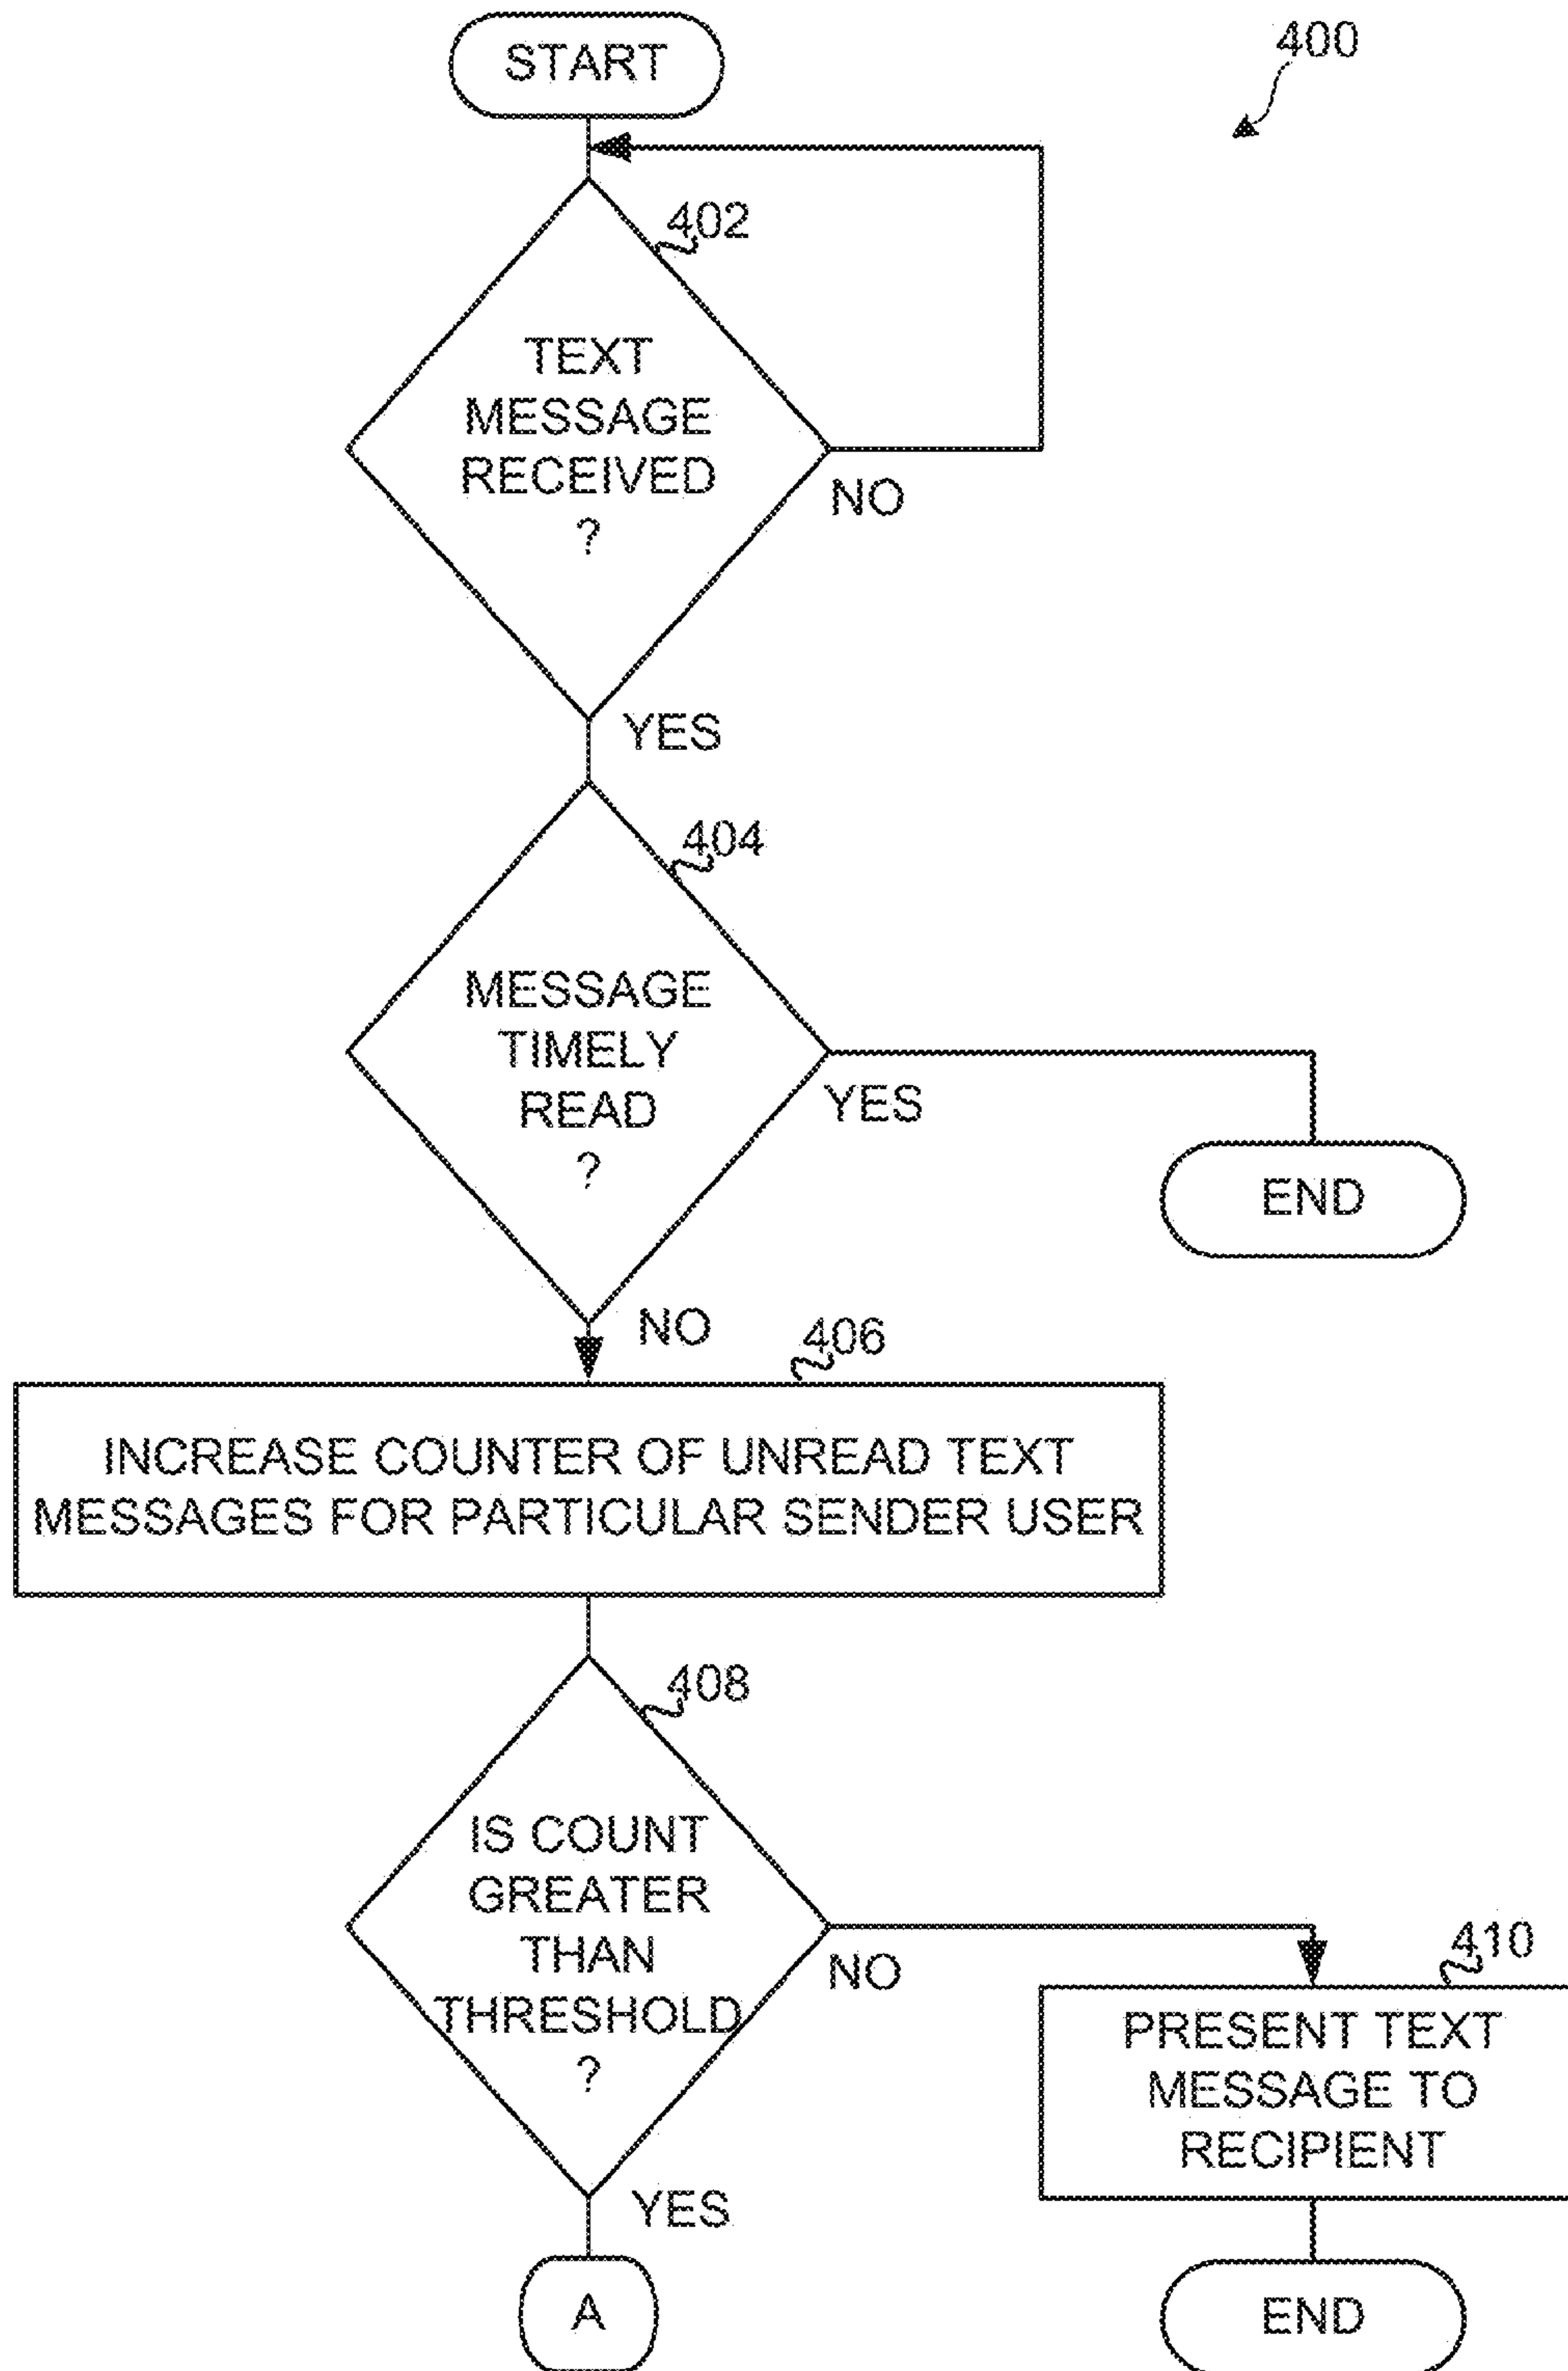 START
400
402
TEXT
MESSAGE
RECEIVED
?
NO
YES
404
MESSAGE
TIMELY
READ
?
YES
END
NO
406
INCREASE COUNTER OF UNREAD TEXT
MESSAGES FOR PARTICULAR SENDER USER
408
IS COUNT
GREATER
THAN
THRESHOLD
?
NO
410
PRESENT TEXT
MESSAGE TO
RECIPIENT
YES
A
END